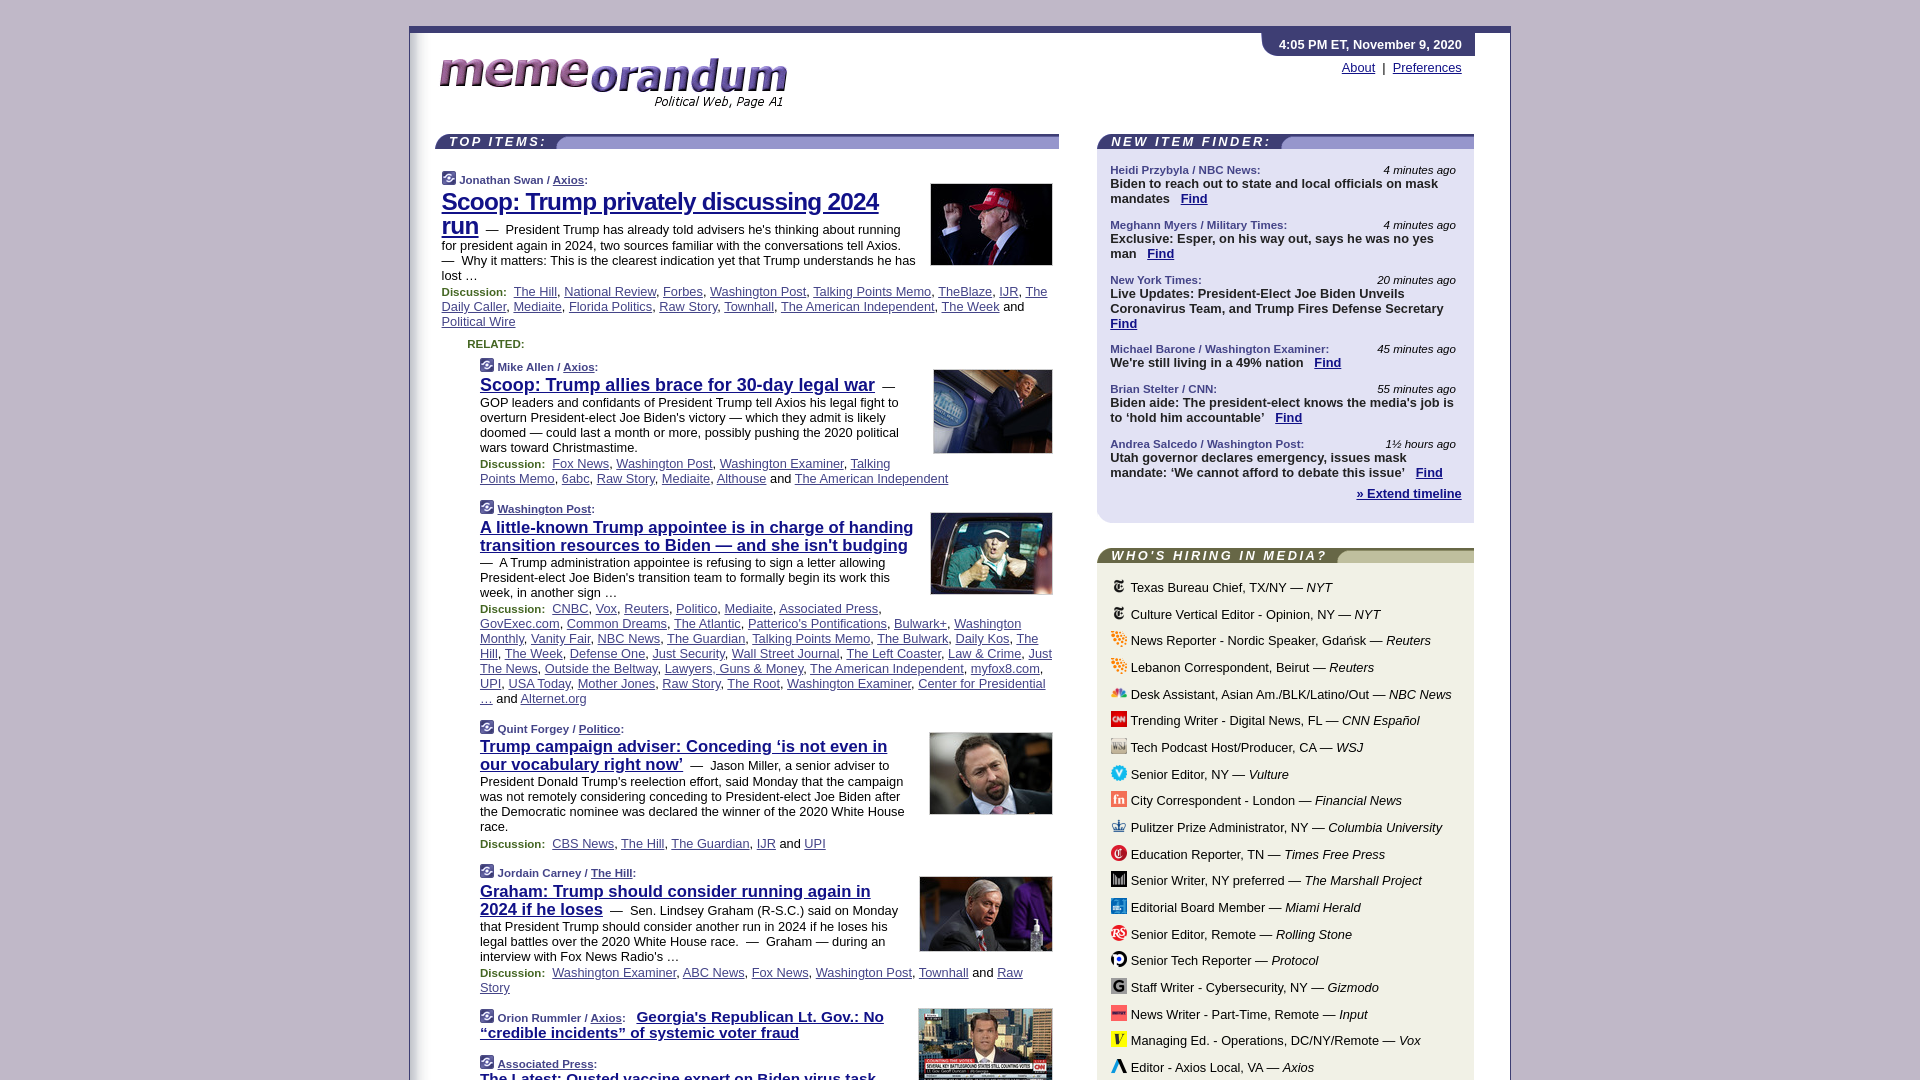 4:05 PM ET, November 9, 2020
About | Preferences
memeorandum
Political Web, Page A1
TOP ITEMS:
Jonathan Swan / Axios:
Scoop: Trump privately discussing 2024
run — President Trump has already told advisers he's thinking about running
for president again in 2024, two sources familiar with the conversations tell Axios.
— Why it matters: This is the clearest indication yet that Trump understands he has
lost …
Discussion: The Hill, National Review, Forbes, Washington Post, Talking Points Memo, TheBlaze, IJR, The
Daily Caller, Mediaite, Florida Politics, Raw Story, Townhall, The American Independent, The Week and
Political Wire
RELATED:
Mike Allen / Axios:
Scoop: Trump allies brace for 30-day legal war —
GOP leaders and confidants of President Trump tell Axios his legal fight to
overturn President-elect Joe Biden's victory — which they admit is likely
doomed — could last a month or more, possibly pushing the 2020 political
wars toward Christmastime.
Discussion: Fox News, Washington Post, Washington Examiner, Talking
Points Memo, 6abc, Raw Story, Mediaite, Althouse and The American Independent
Washington Post:
A little-known Trump appointee is in charge of handing
transition resources to Biden — and she isn't budging
— A Trump administration appointee is refusing to sign a letter allowing
President-elect Joe Biden's transition team to formally begin its work this
week, in another sign …
Discussion: CNBC, Vox, Reuters, Politico, Mediaite, Associated Press,
GovExec.com, Common Dreams, The Atlantic, Patterico's Pontifications, Bulwark+, Washington
Monthly, Vanity Fair, NBC News, The Guardian, Talking Points Memo, The Bulwark, Daily Kos, The
Hill, The Week, Defense One, Just Security, Wall Street Journal, The Left Coaster, Law & Crime, Just
The News, Outside the Beltway, Lawyers, Guns & Money, The American Independent, myfox8.com,
UPI, USA Today, Mother Jones, Raw Story, The Root, Washington Examiner, Center for Presidential
… and Alternet.org
Quint Forgey / Politico:
Trump campaign adviser: Conceding ‘is not even in
our vocabulary right now’ — Jason Miller, a senior adviser to
President Donald Trump's reelection effort, said Monday that the campaign
was not remotely considering conceding to President-elect Joe Biden after
the Democratic nominee was declared the winner of the 2020 White House
race.
Discussion: CBS News, The Hill, The Guardian, IJR and UPI
Jordain Carney / The Hill:
Graham: Trump should consider running again in
2024 if he loses — Sen. Lindsey Graham (R-S.C.) said on Monday
that President Trump should consider another run in 2024 if he loses his
legal battles over the 2020 White House race. — Graham — during an
interview with Fox News Radio's …
Discussion: Washington Examiner, ABC News, Fox News, Washington Post, Townhall and Raw
Story
Orion Rummler / Axios: Georgia's Republican Lt. Gov.: No
“credible incidents” of systemic voter fraud
Associated Press:
The Latest: Ousted vaccine expert on Biden virus task
NEW ITEM FINDER:
Heidi Przybyla / NBC News: 4 minutes ago
Biden to reach out to state and local officials on mask
mandates Find
Meghann Myers / Military Times: 4 minutes ago
Exclusive: Esper, on his way out, says he was no yes
man Find
New York Times: 20 minutes ago
Live Updates: President-Elect Joe Biden Unveils
Coronavirus Team, and Trump Fires Defense Secretary
Find
Michael Barone / Washington Examiner: 45 minutes ago
We're still living in a 49% nation Find
Brian Stelter / CNN: 55 minutes ago
Biden aide: The president-elect knows the media's job is
to ‘hold him accountable’ Find
Andrea Salcedo / Washington Post: 1½ hours ago
Utah governor declares emergency, issues mask
mandate: ‘We cannot afford to debate this issue’ Find
» Extend timeline
WHO'S HIRING IN MEDIA?
Texas Bureau Chief, TX/NY — NYT
Culture Vertical Editor - Opinion, NY — NYT
News Reporter - Nordic Speaker, Gdańsk — Reuters
Lebanon Correspondent, Beirut — Reuters
Desk Assistant, Asian Am./BLK/Latino/Out — NBC News
Trending Writer - Digital News, FL — CNN Español
Tech Podcast Host/Producer, CA — WSJ
Senior Editor, NY — Vulture
City Correspondent - London — Financial News
Pulitzer Prize Administrator, NY — Columbia University
Education Reporter, TN — Times Free Press
Senior Writer, NY preferred — The Marshall Project
Editorial Board Member — Miami Herald
Senior Editor, Remote — Rolling Stone
Senior Tech Reporter — Protocol
Staff Writer - Cybersecurity, NY — Gizmodo
News Writer - Part-Time, Remote — Input
Managing Ed. - Operations, DC/NY/Remote — Vox
Editor - Axios Local, VA — Axios